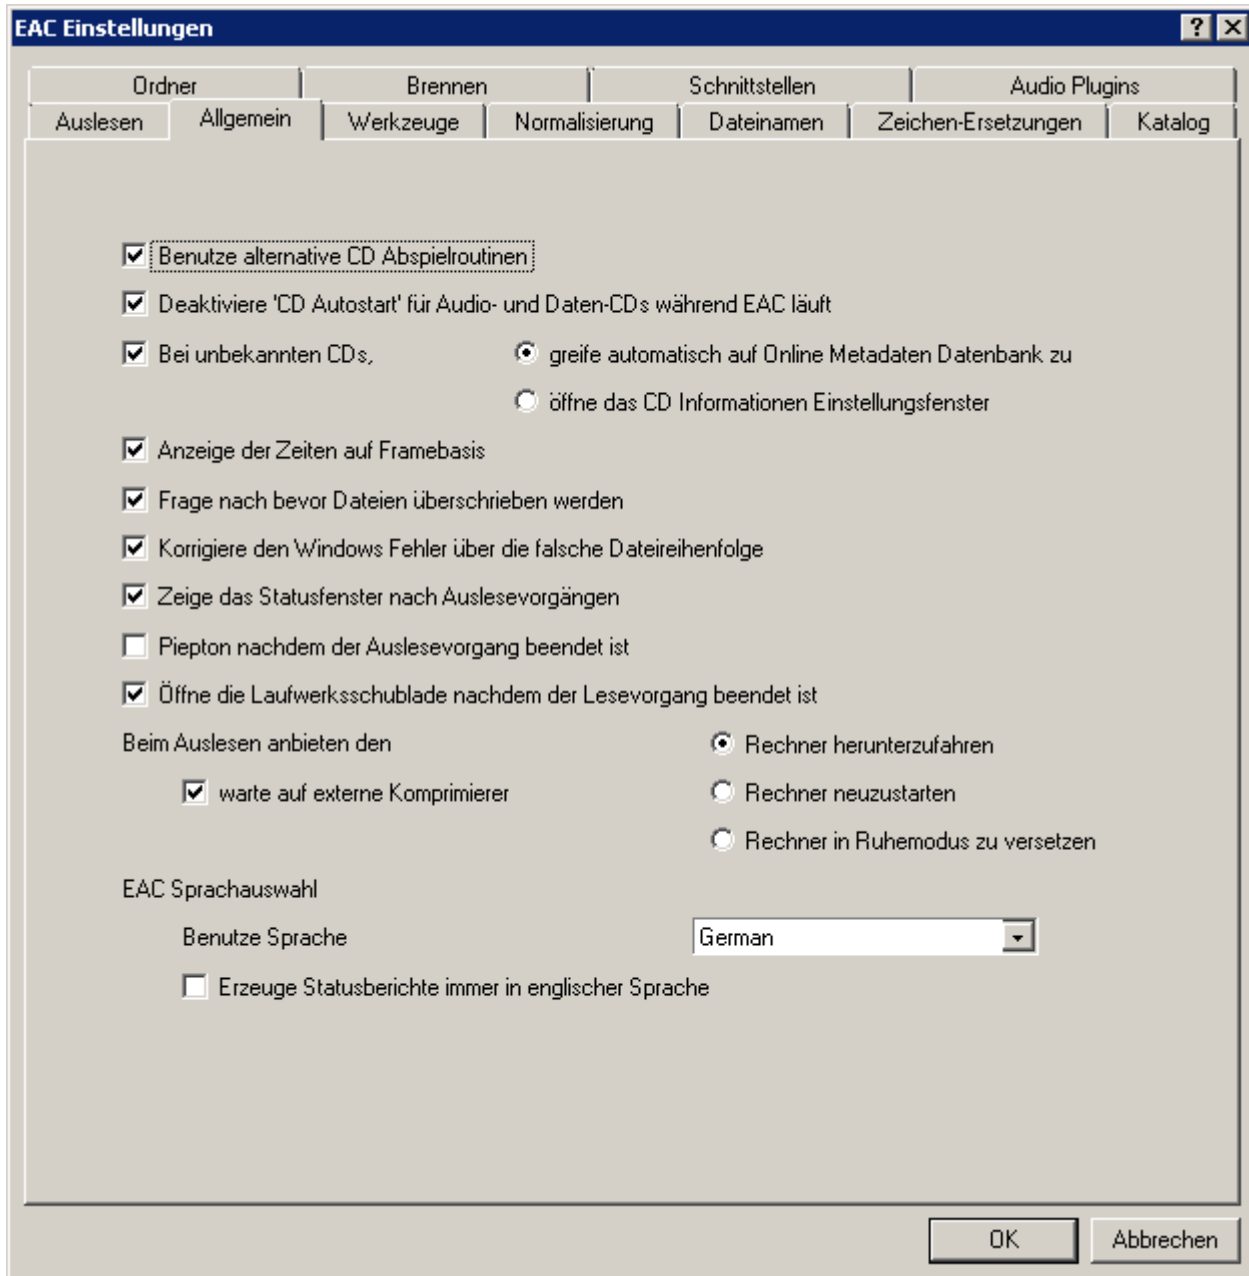 EAC Einstellungen
Ordner Brennen Schnittstellen Audio Plugins
Auslesen Allgemein Werkzeuge Normalisierung Dateinamen Zeichen-Ersetzungen Katalog
Benutze alternative CD Abspielroutinen
Deaktiviere 'CD Autostart' für Audio- und Daten-CDs während EAC läuft
Bei unbekannten CDs, greife automatisch auf Online Metadaten Datenbank zu
öffne das CD Informationen Einstellungsfenster
Anzeige der Zeiten auf Framebasis
Frage nach bevor Dateien überschrieben werden
Korrigiere den Windows Fehler über die falsche Dateireihenfolge
Zeige das Statusfenster nach Auslesevorgängen
Piepton nachdem der Auslesevorgang beendet ist
Öffne die Laufwerksschublade nachdem der Lesevorgang beendet ist
Beim Auslesen anbieten den Rechner herunterzufahren
warte auf externe Komprimierer Rechner neuzustarten
Rechner in Ruhemodus zu versetzen
EAC Sprachauswahl
Benutze Sprache German
Erzeuge Statusberichte immer in englischer Sprache
OK Abbrechen